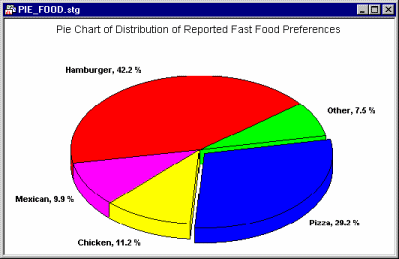 PIE_FOOD.stg
Pie Chart of Distribution of Reported Fast Food Preferences
Hamburger, 42.2 %
Other, 7.5 %
Mexican, 9.9 %
Pizza, 29.2 %
Chicken, 11.2 %